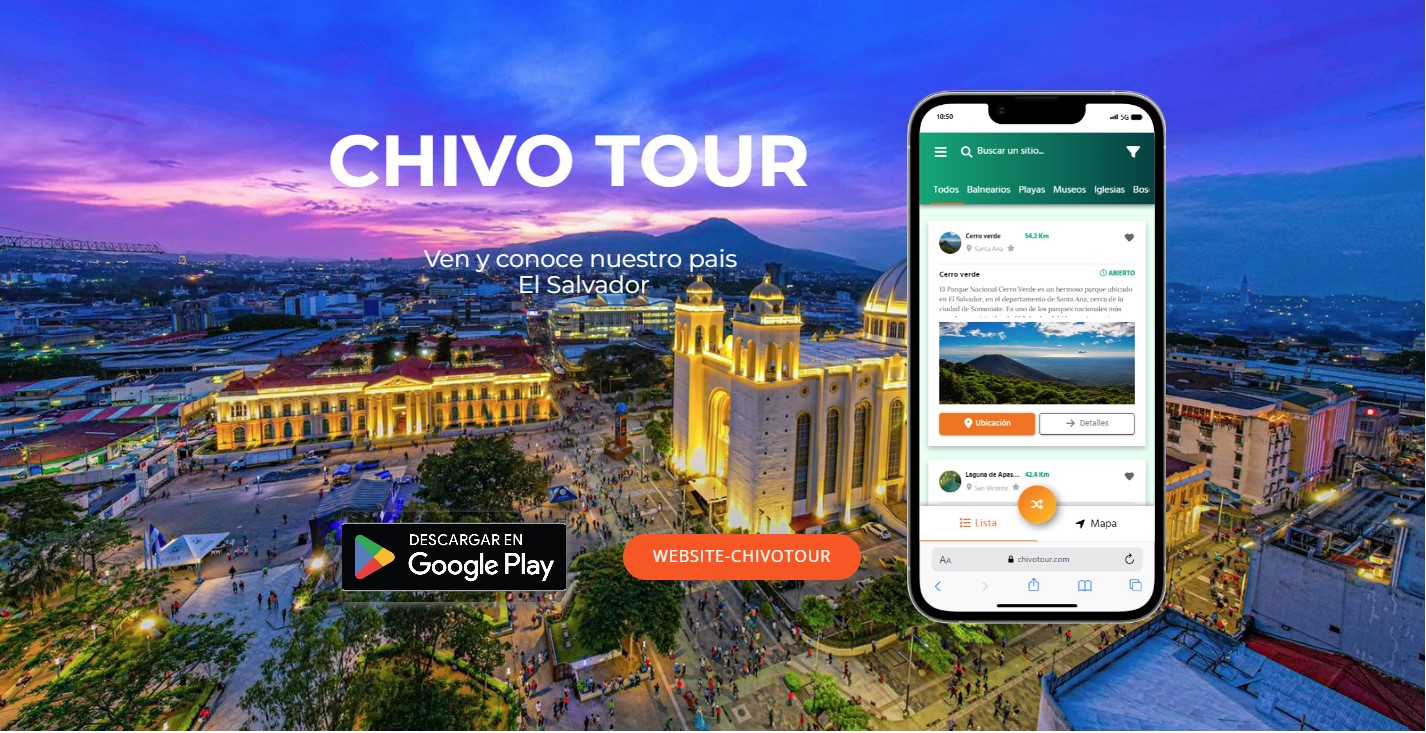 CHIVO TOUR
Ven y conoce nuestro pais
El Salvador
DESCARGAR EN
Google Play
WEBSITE-CHIVOTOUR
10:50
5G
Buscar un sitio...
Todos Balnearios Playas Museos Iglesias Bos
Cerro verde 54.2 Km
Santa Ana
Cerro verde ABIERTO
El Parque Nacional Cerro Verde es un hermoso parque ubicado
en El Salvador, en el departamento de Santa Ana, cerca de la
ciudad de Sonsonate. Es uno de los parques nacionales más
Ubicación Detalles
Laguna de Apas... 42.4 Km
San Vicente
Lista Mapa
AA chivotour.com